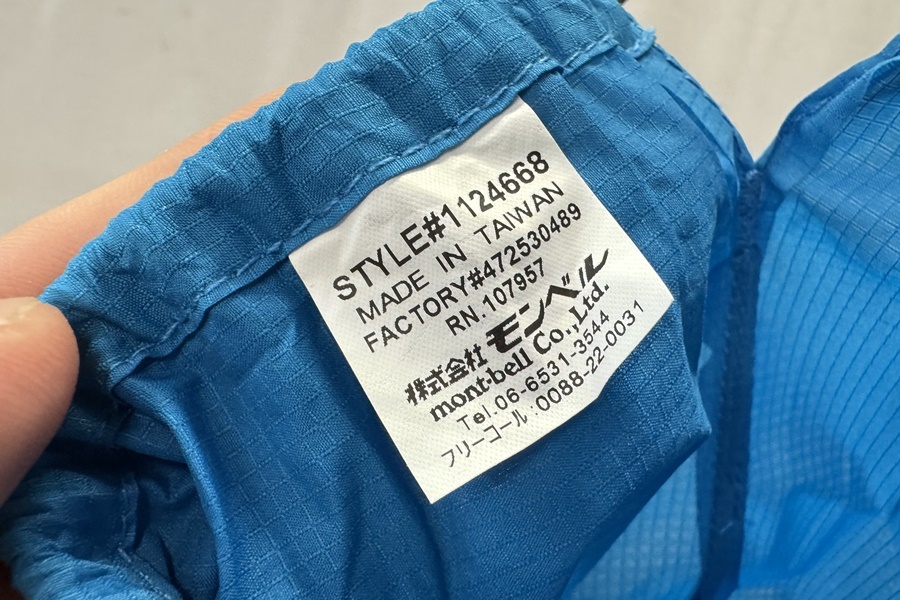 STYLE#1124668
MADE IN TAIWAN
FACTORY#472530489
RN.107957
株式会社 モンベル
mont-bell Co.,Ltd.
Tel.06-6531-3544
フリーコール:0088-22-0031